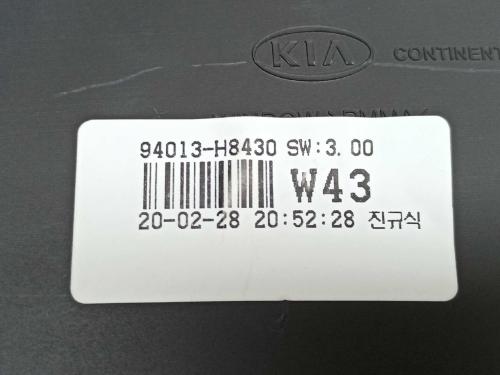 KIA CONTINENT
94013-H8430 SW:3.00
W43
20-02-28 20:52:28 진규식